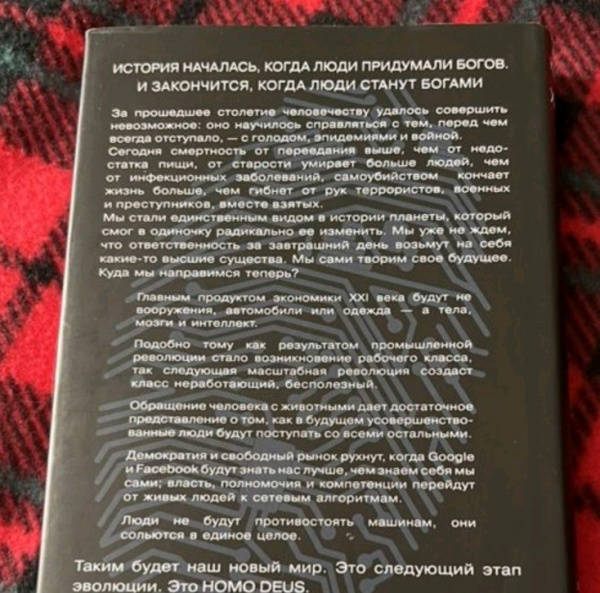 ИСТОРИЯ НАЧАЛАСЬ, КОГДА ЛЮДИ ПРИДУМАЛИ БОГОВ.
И ЗАКОНЧИТСЯ, КОГДА ЛЮДИ СТАНУТ БОГАМИ
За прошедшее столетие человечеству удалось совершить
невозможное: оно научилось справляться с тем, перед чем
всегда отступало, — с голодом, эпидемиями и войной.
Сегодня смертность от переедания выше, чем от недо-
статка пищи, от старости умирает больше людей, чем
от инфекционных заболеваний, самоубийством кончает
жизнь больше, чем гибнет от рук террористов, военных
и преступников, вместе взятых.
Мы стали единственным видом в истории планеты, который
смог в одиночку радикально ее изменить. Мы уже не ждем,
что ответственность за завтрашний день возьмут на себя
какие-то высшие существа. Мы сами творим свое будущее.
Куда мы направимся теперь?
Главным продуктом экономики XXI века будут не
вооружения, автомобили или одежда — а тела,
мозги и интеллект.
Подобно тому как результатом промышленной
революции стало возникновение рабочего класса,
так следующая масштабная революция создаст
класс неработающий, бесполезный.
Обращение человека с животными дает достаточное
представление о том, как в будущем усовершенство-
ванные люди будут поступать со всеми остальными.
Демократия и свободный рынок рухнут, когда Google
и Facebook будут знать нас лучше, чем знаем себя мы
сами; власть, полномочия и компетенции перейдут
от живых людей к сетевым алгоритмам.
Люди не будут противостоять машинам, они
сольются в единое целое.
Таким будет наш новый мир. Это следующий этап
эволюции. Это HOMO DEUS.